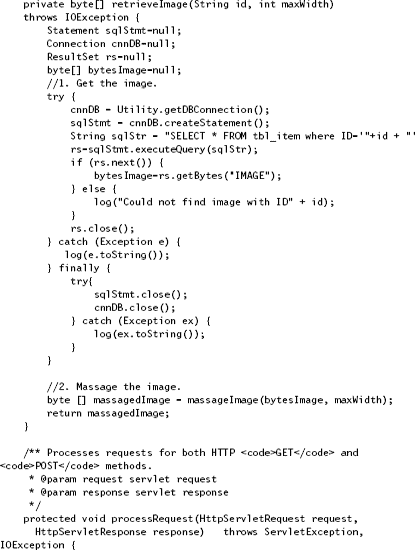 private byte[] retrieveImage(String id, int maxWidth)
throws IOException {
Statement sqlStmt=null;
Connection cnnDB=null;
ResultSet rs=null;
byte[] bytesImage=null;
//1. Get the image.
try {
cnnDB = Utility.getDBConnection();
sqlStmt = cnnDB.createStatement();
String sqlStr = "SELECT * FROM tbl_item where ID='"+id + "'
rs=sqlStmt.executeQuery(sqlStr);
if (rs.next()) {
bytesImage=rs.getBytes("IMAGE");
} else {
log("Could not find image with ID" + id);
}
rs.close();
} catch (Exception e) {
log(e.toString());
} finally {
try{
sqlStmt.close();
cnnDB.close();
} catch (Exception ex) {
log(ex.toString());
}
}
//2. Massage the image.
byte [] massagedImage = massageImage(bytesImage, maxWidth);
return massagedImage;
}
/** Processes requests for both HTTP <code>GET</code> and
<code>POST</code> methods.
* @param request servlet request
* @param response servlet response
*/
protected void processRequest(HttpServletRequest request,
HttpServletResponse response) throws ServletException,
IOException {